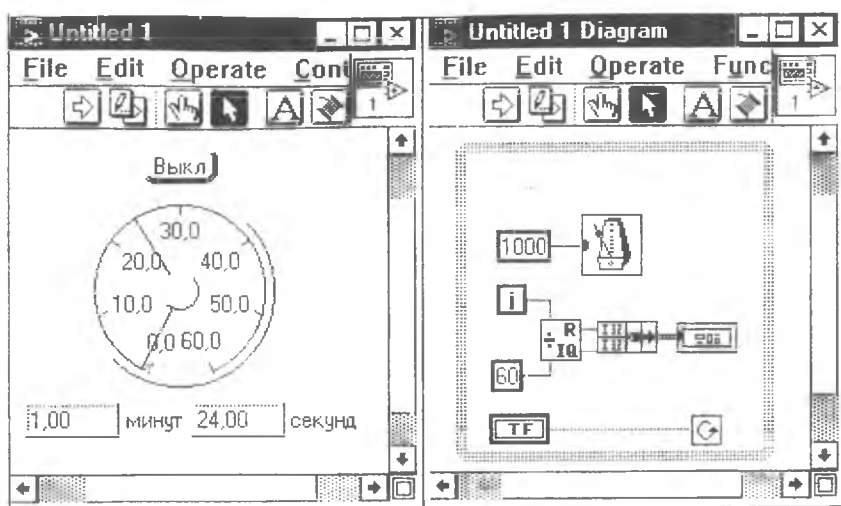 Untitled 1
File Edit Operate Cont
1
A
Выкл
30,0
20,0 40,0
10,0 50,0
0,0 60,0
1,00 минут 24,00 секунд
Untitled 1 Diagram
File Edit Operate Func
1
A
1000
i
R I32
÷
IQ I32
60
TF